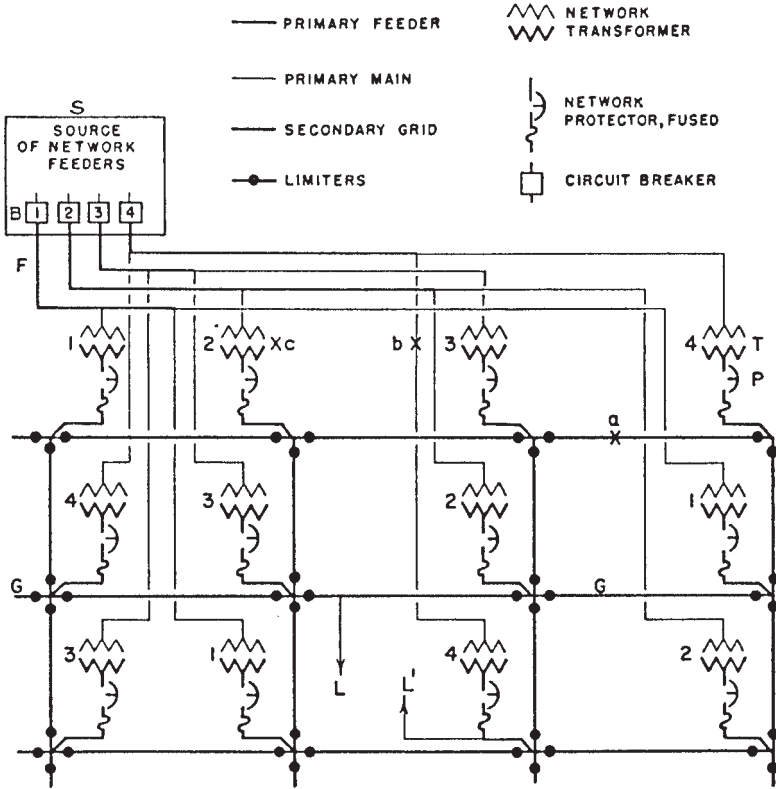 PRIMARY FEEDER
PRIMARY MAIN
SECONDARY GRID
LIMITERS
NETWORK
TRANSFORMER
NETWORK
PROTECTOR, FUSED
CIRCUIT BREAKER
S
SOURCE
OF NETWORK
FEEDERS
B 1 2 3 4
F
1 2 Xc b X 3 4 T
P
a
X
4 3 2 1
G G
3 1 4 2
L L'